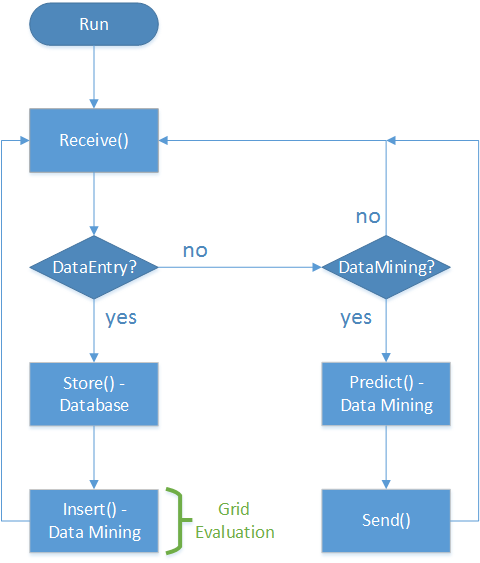 Run
Receive()
DataEntry?
no
DataMining?
no
yes
yes
Store() -
Database
Predict() -
Data Mining
Insert() -
Data Mining
Grid
Evaluation
Send()